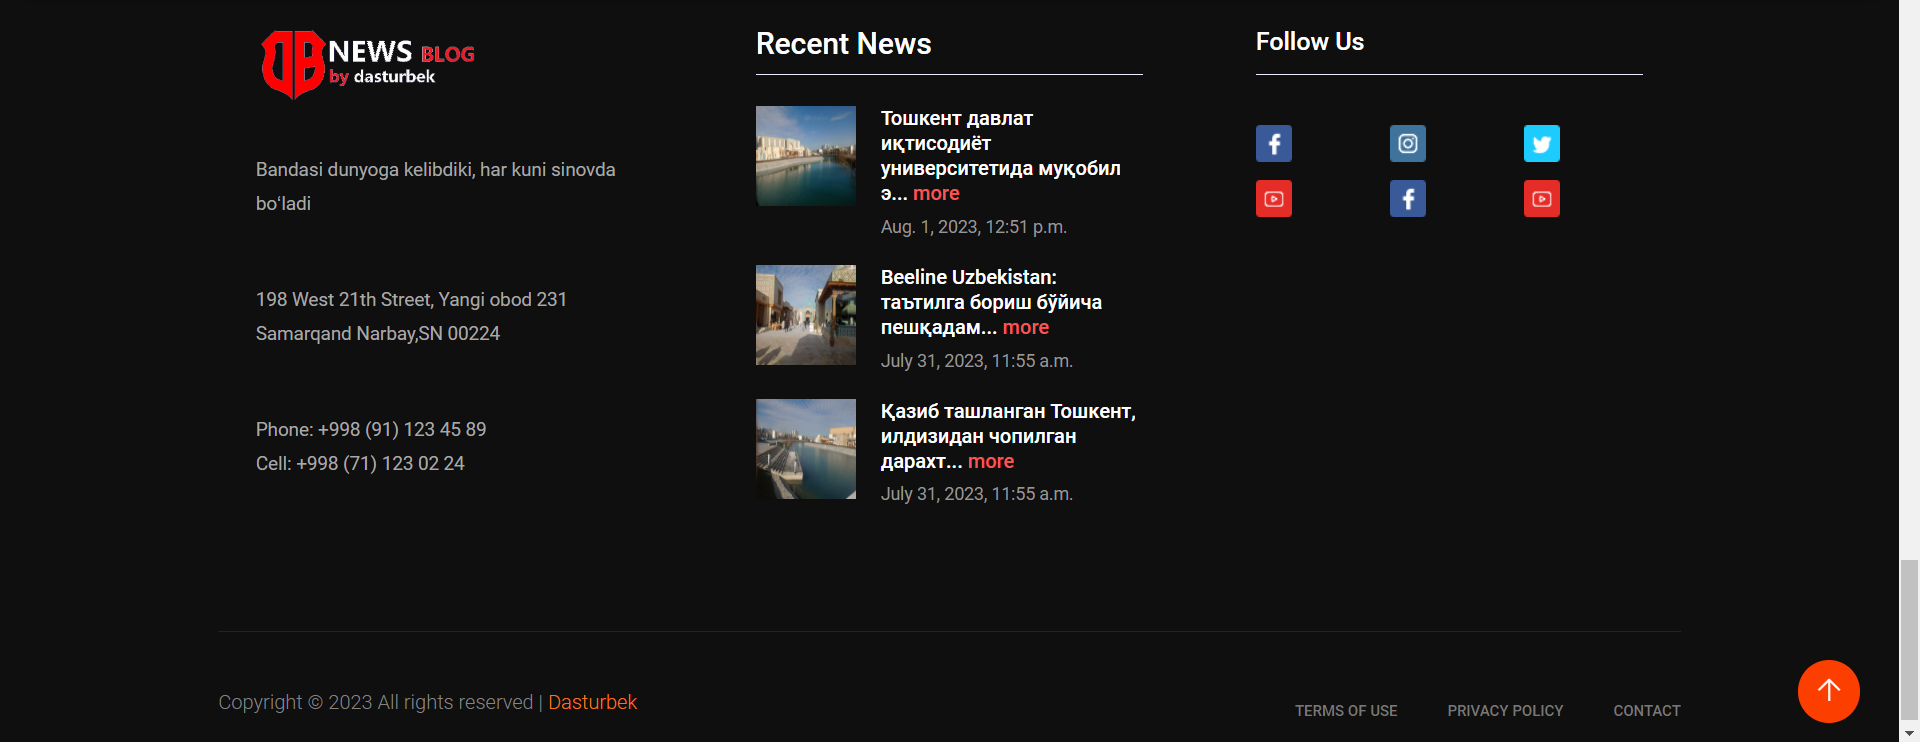 DB NEWS BLOG
by dasturbek
Bandasi dunyoga kelibdiki, har kuni sinovda
bo'ladi
198 West 21th Street, Yangi obod 231
Samarqand Narbay,SN 00224
Phone: +998 (91) 123 45 89
Cell: +998 (71) 123 02 24
Recent News
Тошкент давлат
иқтисодиёт
университетида муқобил
э... more
Aug. 1, 2023, 12:51 p.m.
Beeline Uzbekistan:
таътилга бориш бўйича
пешқадам... more
July 31, 2023, 11:55 a.m.
Қазиб ташланган Тошкент,
илдизидан чопилган
дарахт... more
July 31, 2023, 11:55 a.m.
Follow Us
Copyright © 2023 All rights reserved | Dasturbek
TERMS OF USE
PRIVACY POLICY
CONTACT